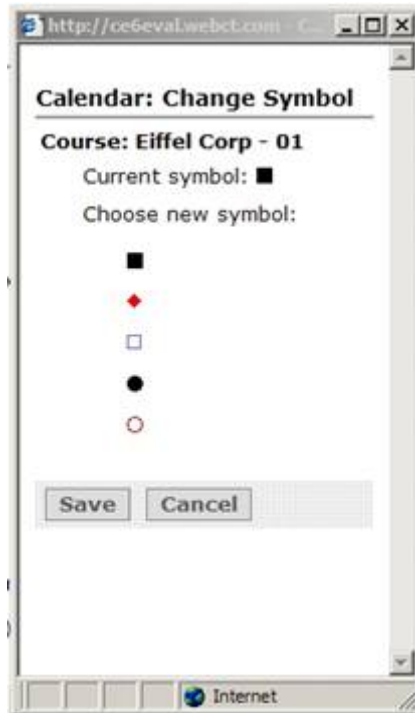 http://ce6eval.webct.com - C...
Calendar: Change Symbol
Course: Eiffel Corp - 01
Current symbol: ■
Choose new symbol:
Save Cancel
Internet